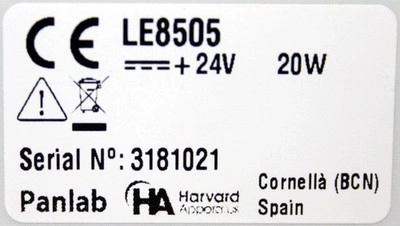 CE LE8505
+ 24V 20W
Serial Nº: 3181021
Panlab HA Harvard Apparatus Cornellà (BCN) Spain